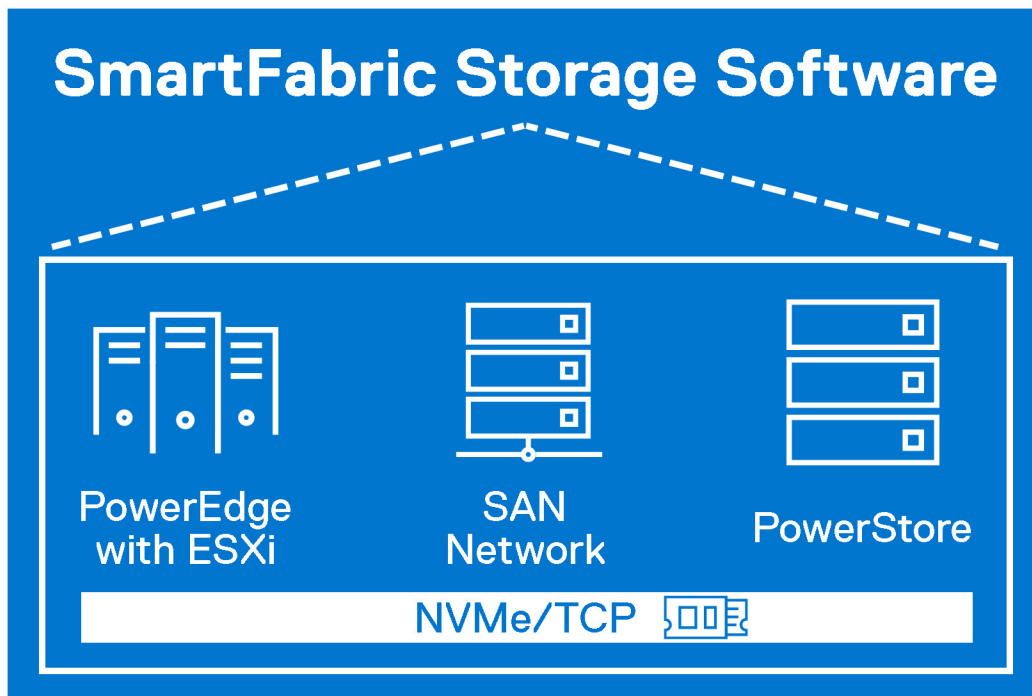 SmartFabric Storage Software
PowerEdge
with ESXi
SAN
Network
PowerStore
NVMe/TCP